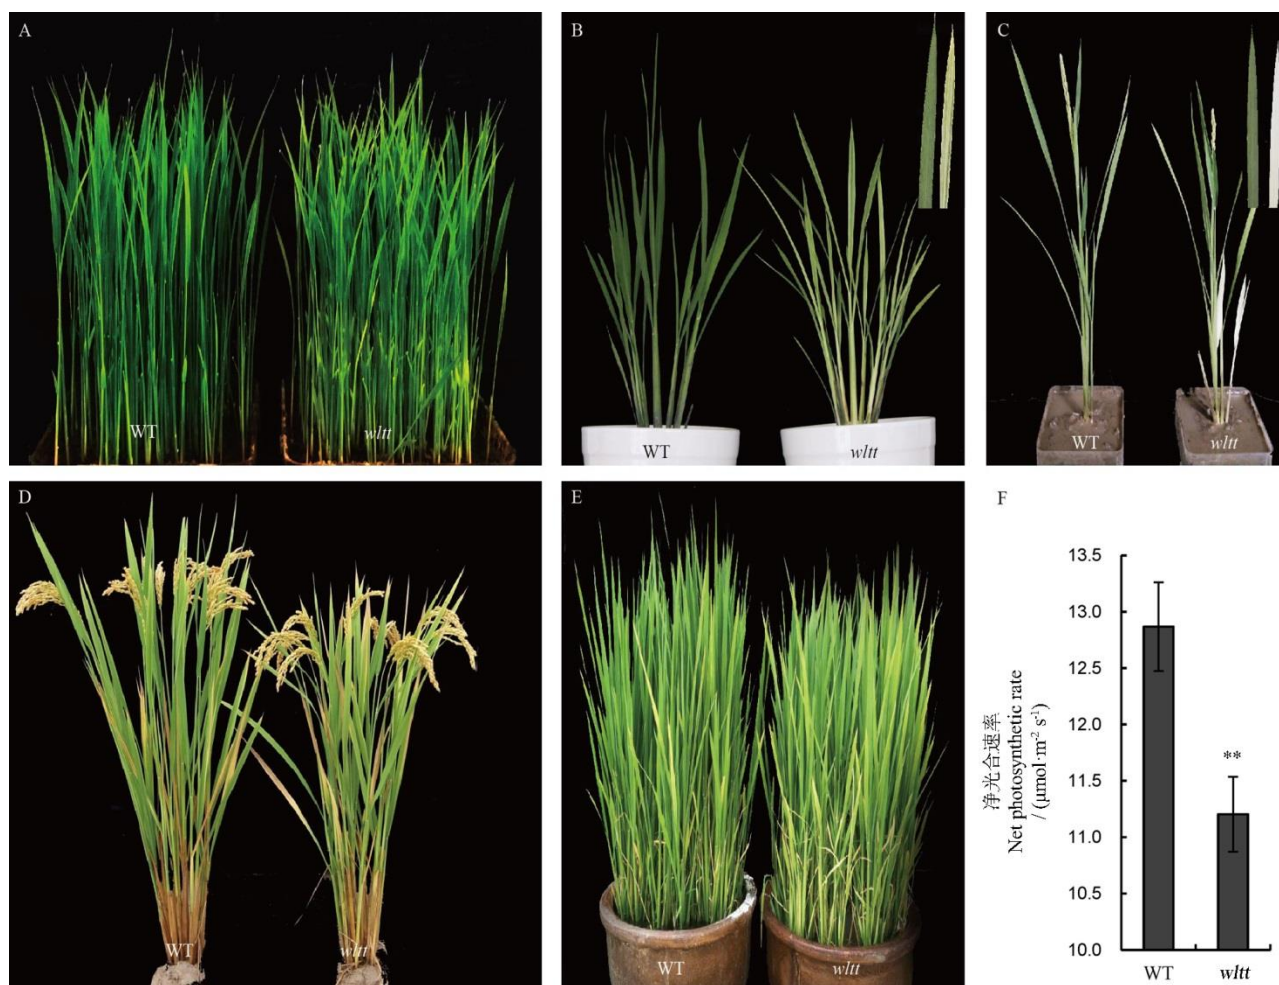 A
WT
wltt
B
WT
wltt
C
WT
wltt
D
WT
wltt
E
WT
wltt
F
净光合速率
Net photosynthetic rate
/ (μmol·m⁻² s⁻¹)
13.5
13.0
12.5
12.0
11.5
11.0
10.5
10.0
**
WT
wltt